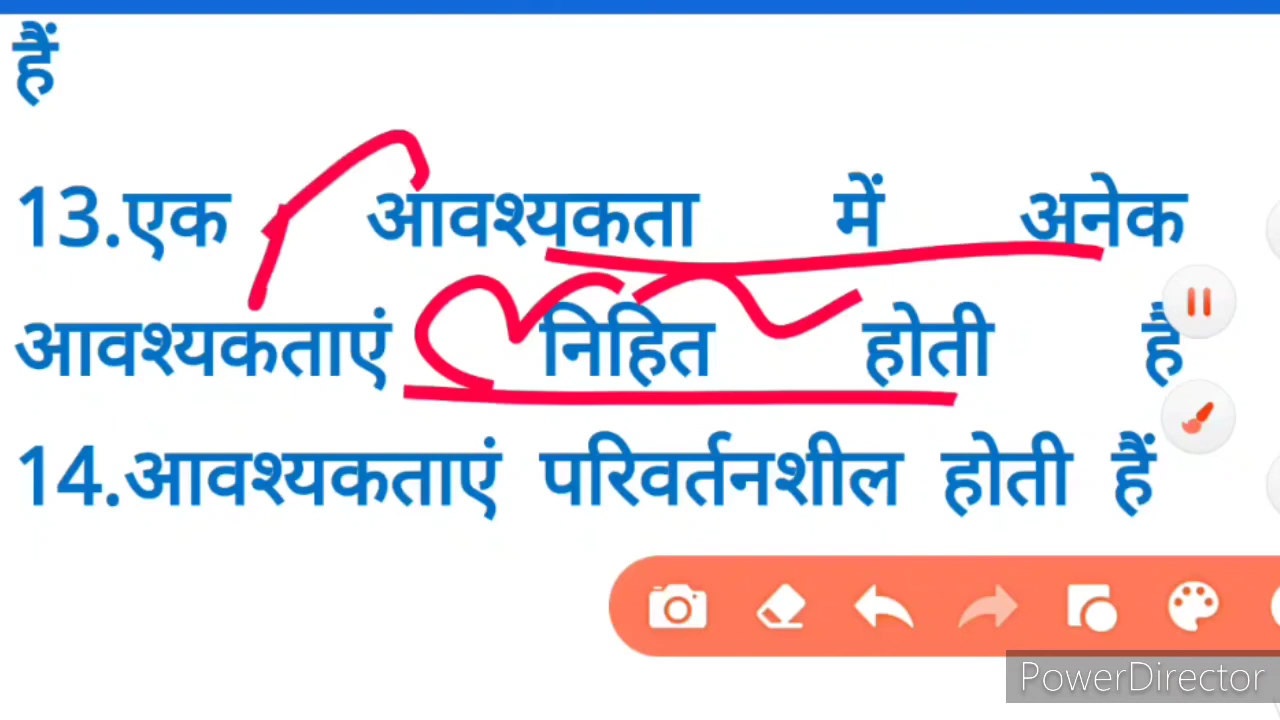 हैं
13.एक आवश्यकता में अनेक
आवश्यकताएं निहित होती है
14.आवश्यकताएं परिवर्तनशील होती हैं
PowerDirector